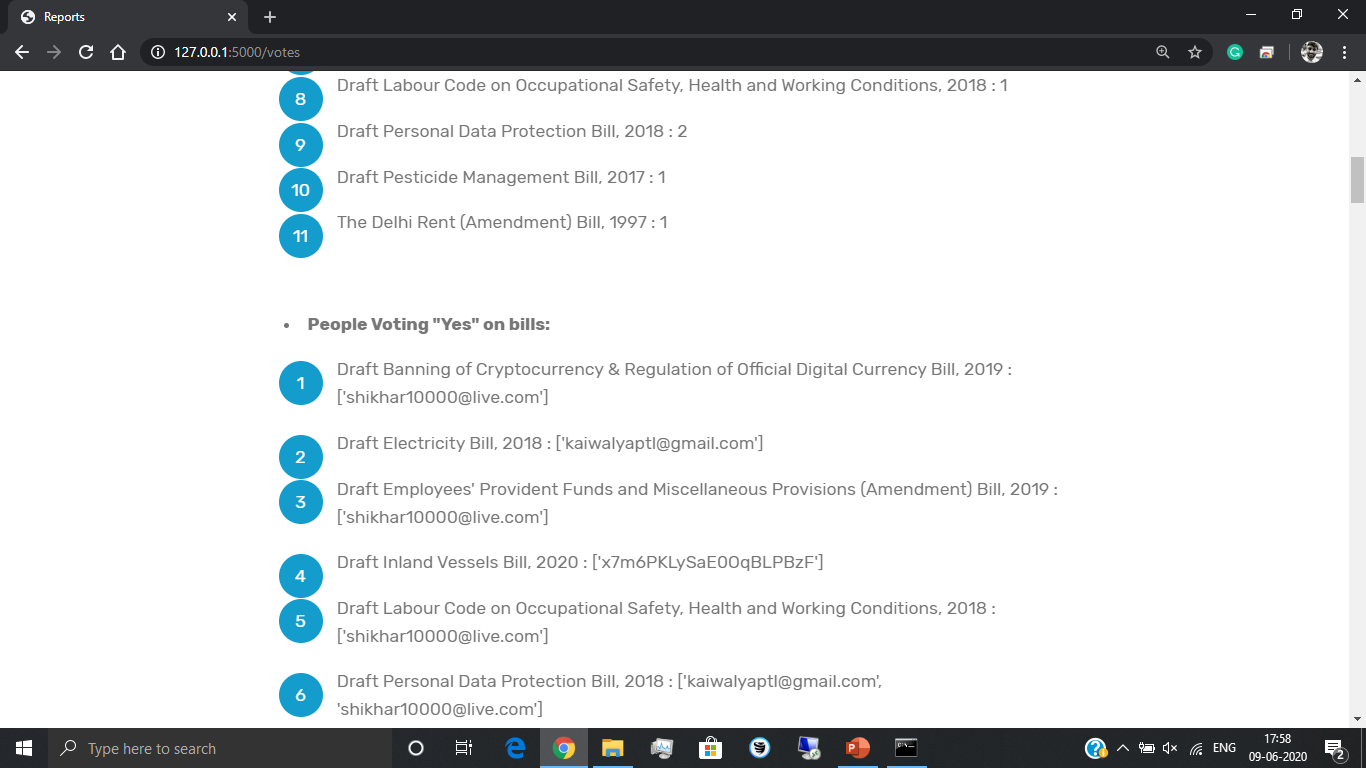 Reports
127.0.0.1:5000/votes
8
Draft Labour Code on Occupational Safety, Health and Working Conditions, 2018 : 1
9
Draft Personal Data Protection Bill, 2018 : 2
10
Draft Pesticide Management Bill, 2017 : 1
11
The Delhi Rent (Amendment) Bill, 1997 : 1
• People Voting "Yes" on bills:
1
Draft Banning of Cryptocurrency & Regulation of Official Digital Currency Bill, 2019 :
['shikhar10000@live.com']
2
Draft Electricity Bill, 2018 : ['kaiwalyaptl@gmail.com']
3
Draft Employees' Provident Funds and Miscellaneous Provisions (Amendment) Bill, 2019 :
['shikhar10000@live.com']
4
Draft Inland Vessels Bill, 2020 : ['x7m6PKLySaE0OqBLPBzF']
5
Draft Labour Code on Occupational Safety, Health and Working Conditions, 2018 :
['shikhar10000@live.com']
6
Draft Personal Data Protection Bill, 2018 : ['kaiwalyaptl@gmail.com',
'shikhar10000@live.com']
Type here to search
ENG
17:58
09-06-2020
2